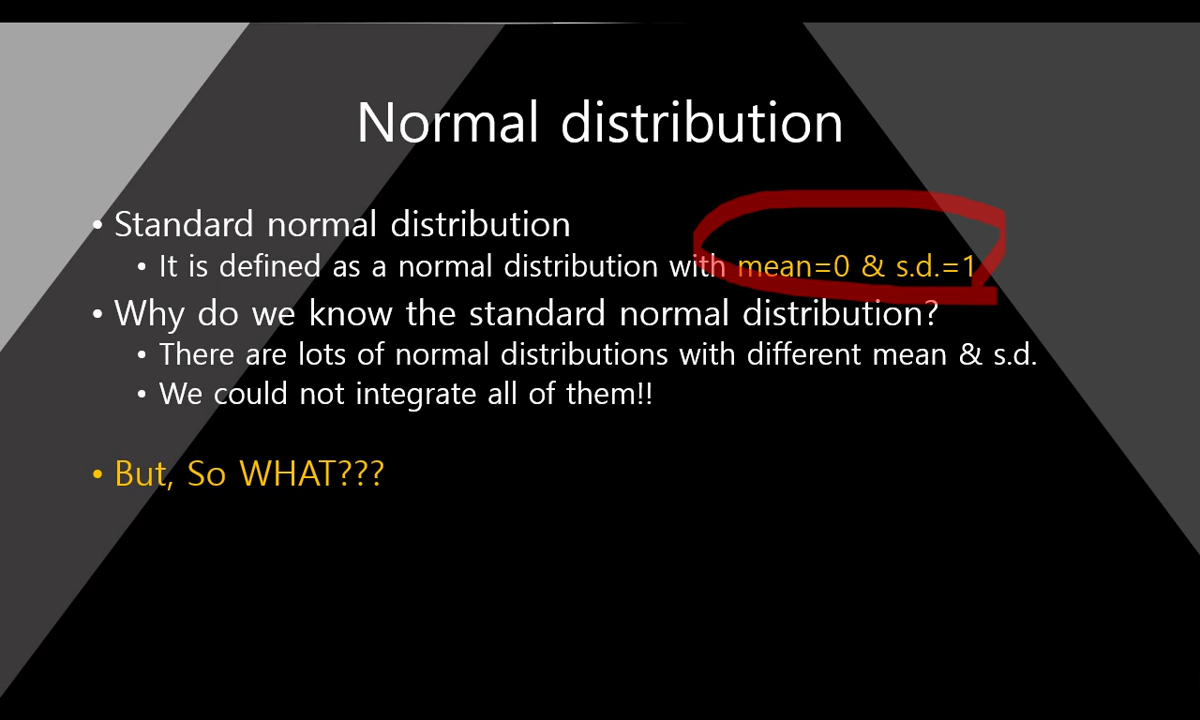 Normal distribution
• Standard normal distribution
• It is defined as a normal distribution with mean=0 & s.d.=1
• Why do we know the standard normal distribution?
• There are lots of normal distributions with different mean & s.d.
• We could not integrate all of them!!
• But, So WHAT???